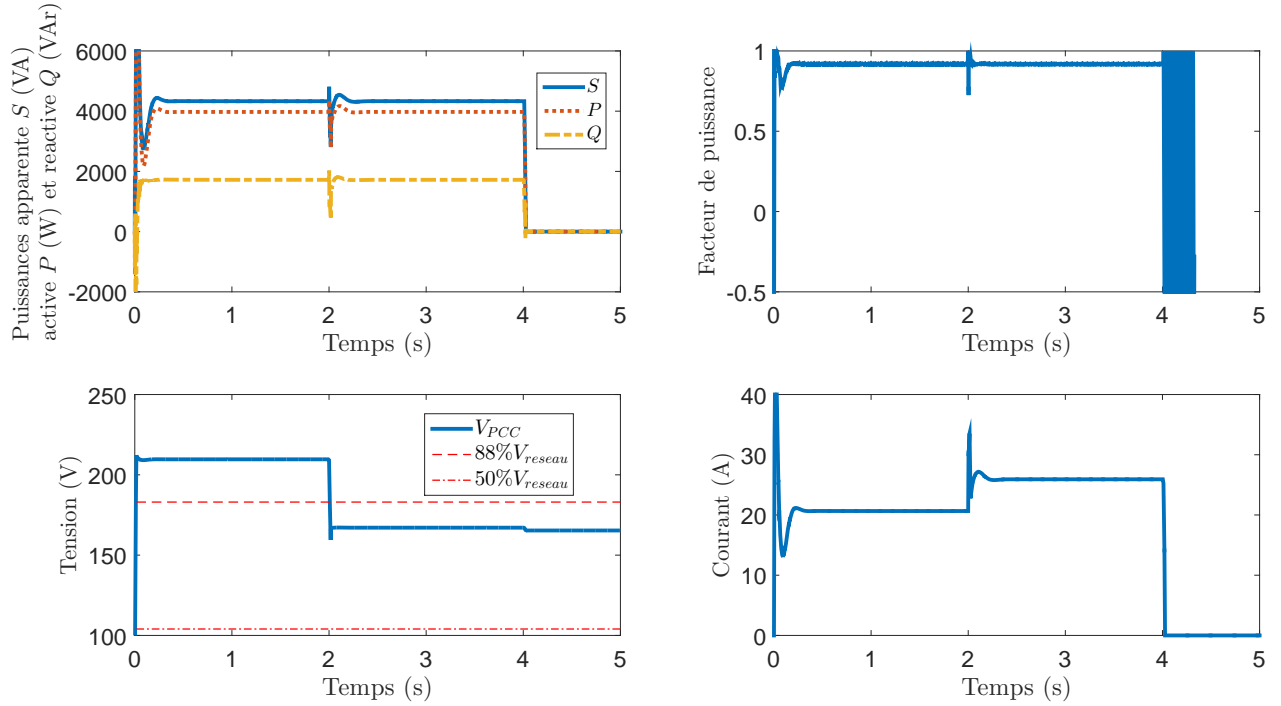 Puissances apparente S (VA)
active P (W) et reactive Q (VAr)
6000
4000
2000
0
-2000
0 1 2 3 4 5
Temps (s)
S
P
Q
Facteur de puissance
1
0.5
0
-0.5
0 1 2 3 4 5
Temps (s)
Tension (V)
250
200
150
100
0 1 2 3 4 5
Temps (s)
V_PCC
88%V_reseau
50%V_reseau
Courant (A)
40
30
20
10
0
0 1 2 3 4 5
Temps (s)